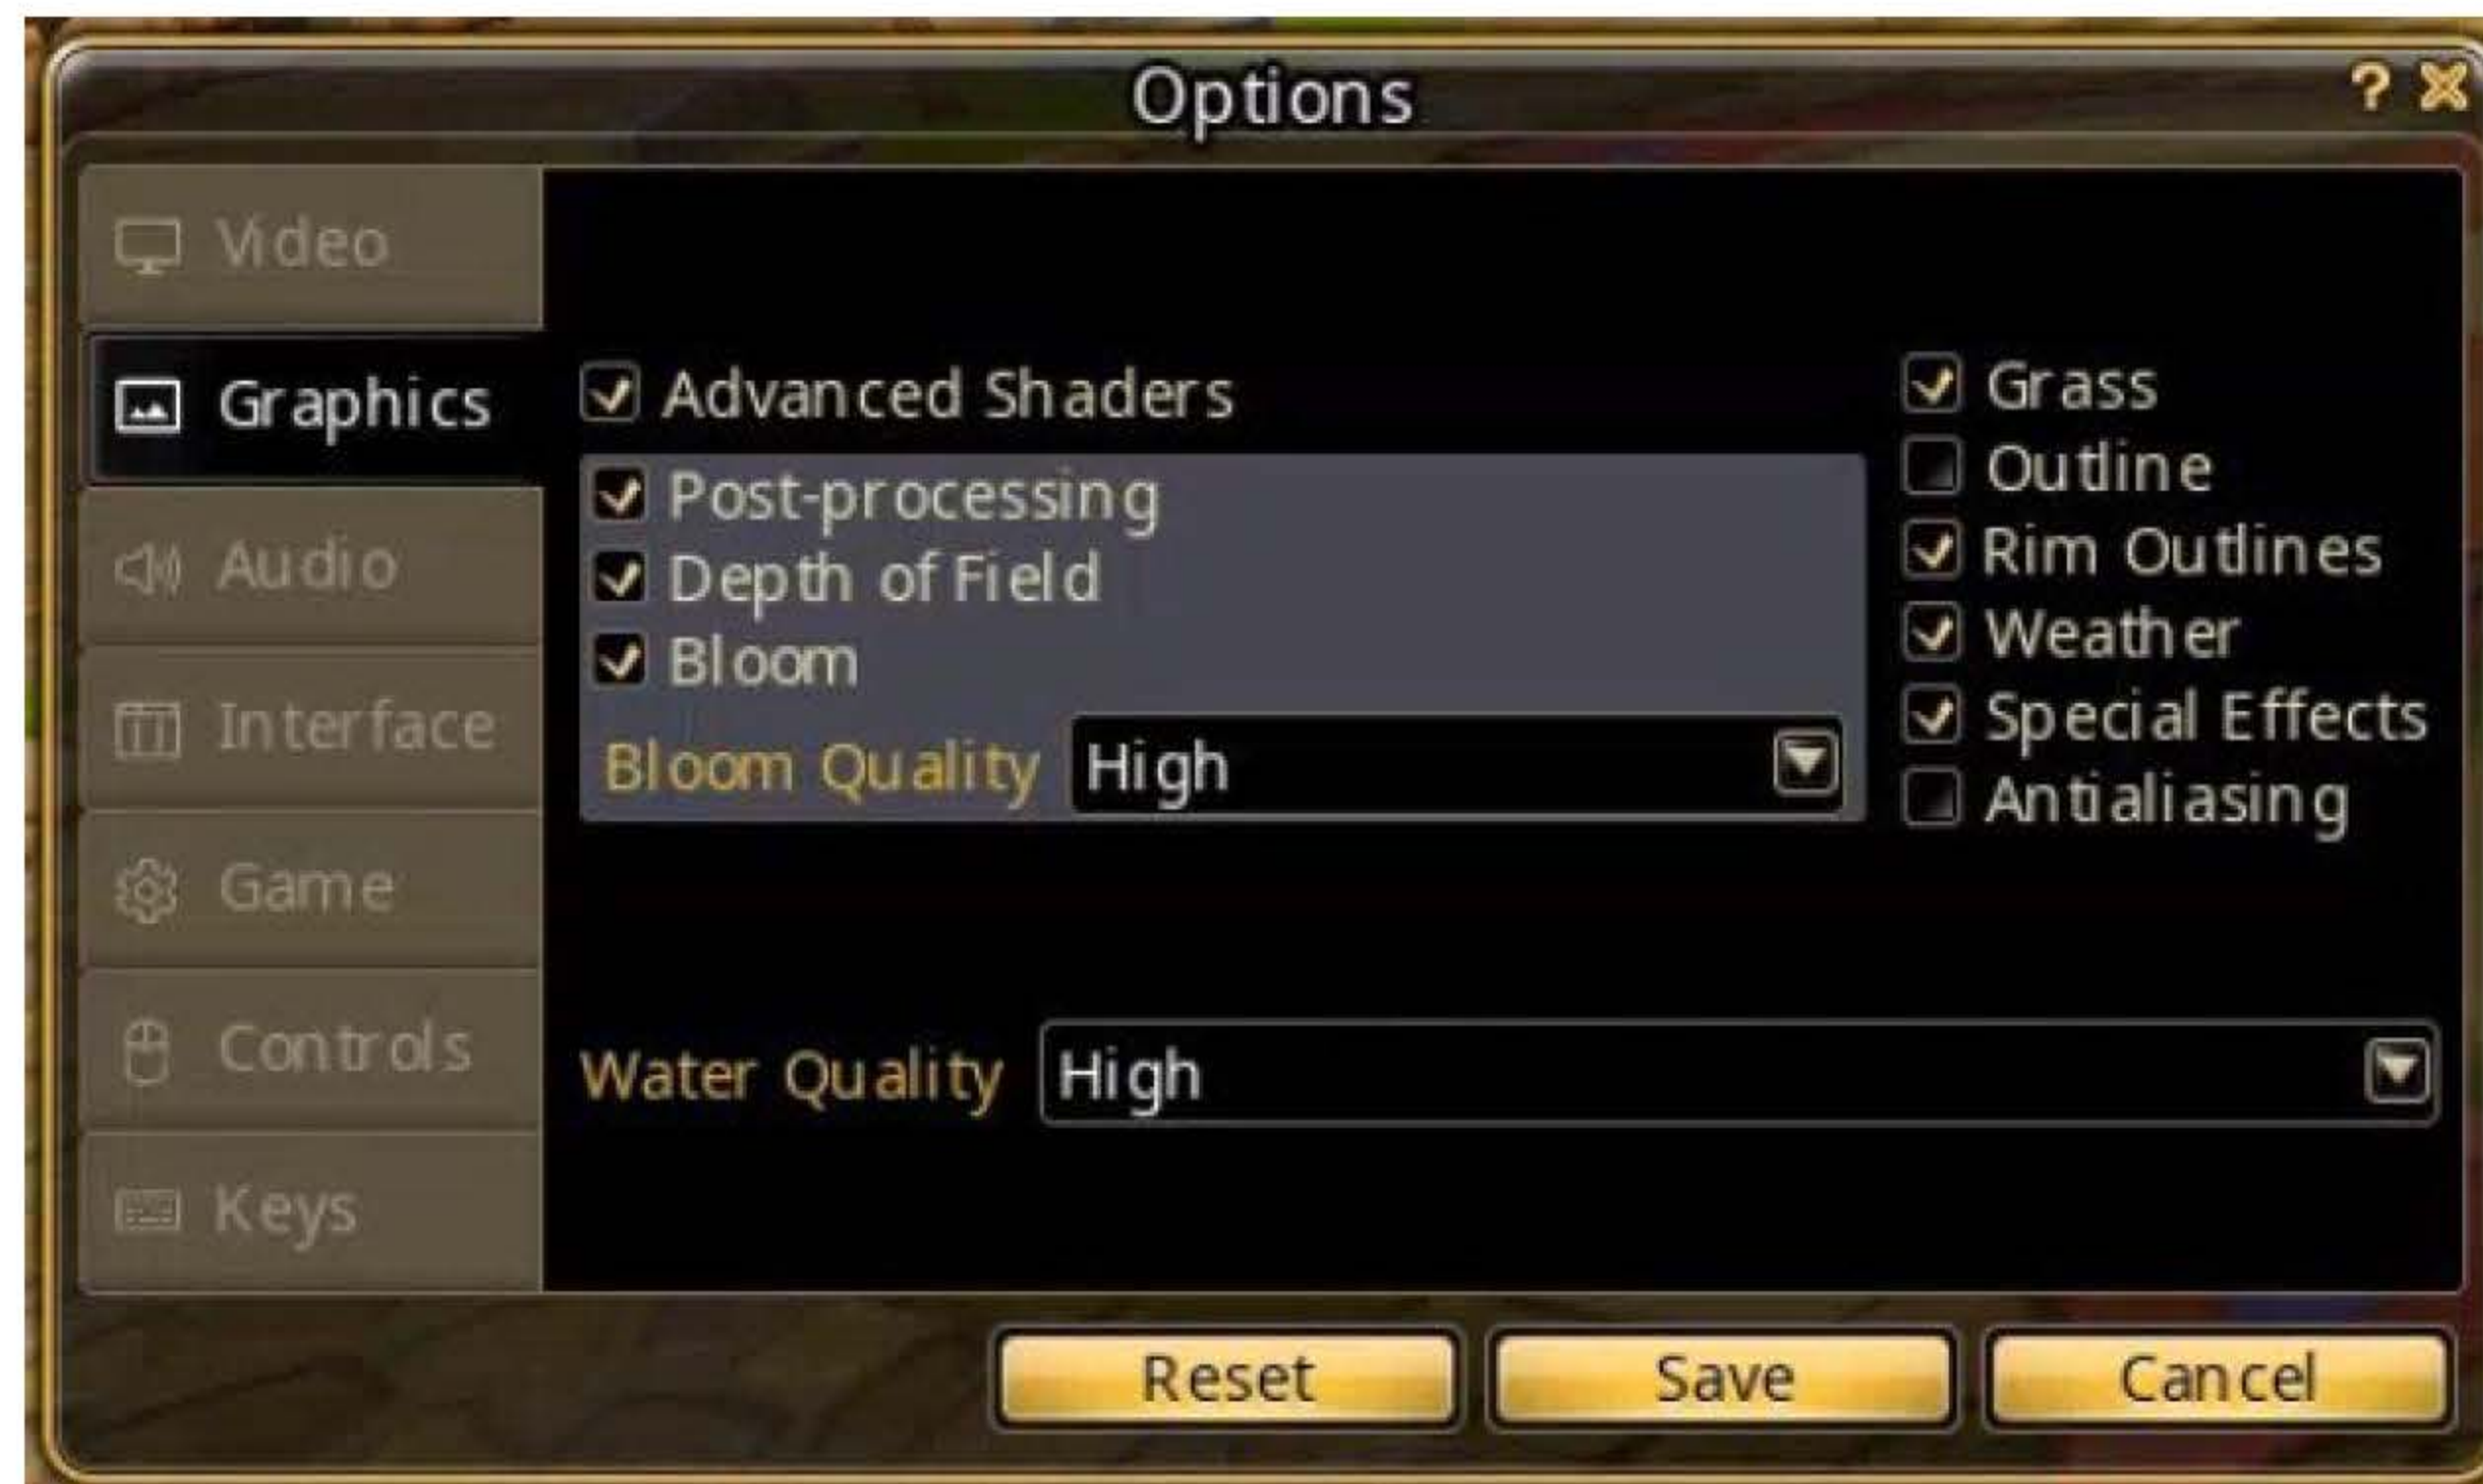 Options
?
Video
Graphics
Audio
Interface
Game
Controls
Keys
Advanced Shaders
Post-processing
Depth of Field
Bloom
Bloom Quality High
Grass
Outline
Rim Outlines
Weather
Special Effects
Antialiasing
Water Quality High
Reset Save Cancel